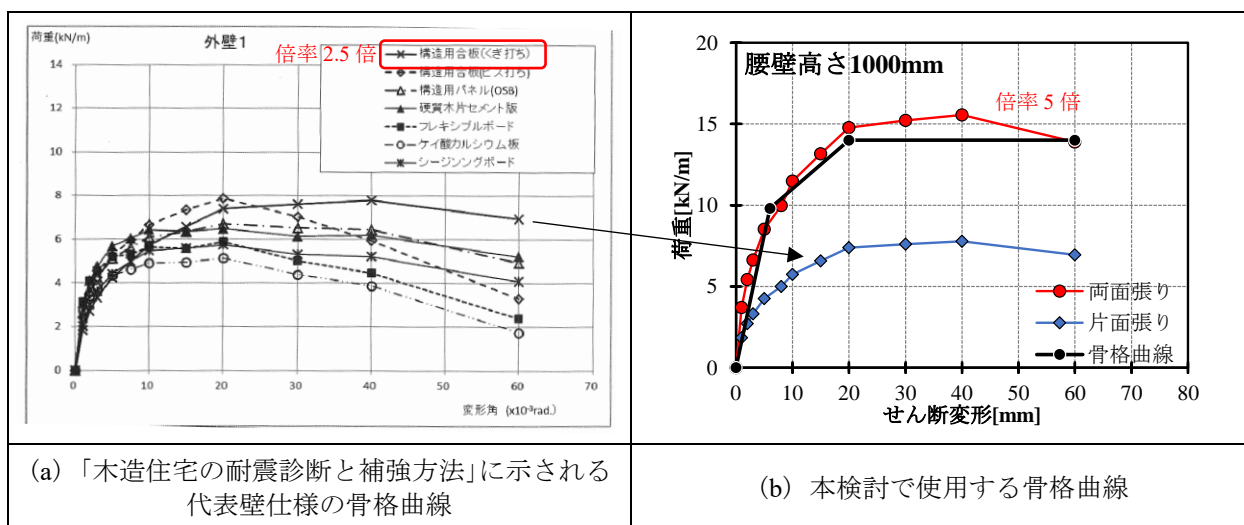 荷重(kN/m)
外壁1
倍率 2.5 倍
構造用合板(くぎ打ち)
構造用合板(ビス打ち)
構造用パネル(OSB)
硬質木片セメント版
フレキシブルボード
ケイ酸カルシウム板
シージングボード
14
12
10
8
6
4
2
0
0 10 20 30 40 50 60 70
変形角 (x10⁻³rad.)
腰壁高さ1000mm
倍率 5 倍
荷重[kN/m]
20
15
10
5
0
両面張り
片面張り
骨格曲線
0 10 20 30 40 50 60 70 80
せん断変形[mm]
(a) 「木造住宅の耐震診断と補強方法」に示される
代表壁仕様の骨格曲線
(b) 本検討で使用する骨格曲線